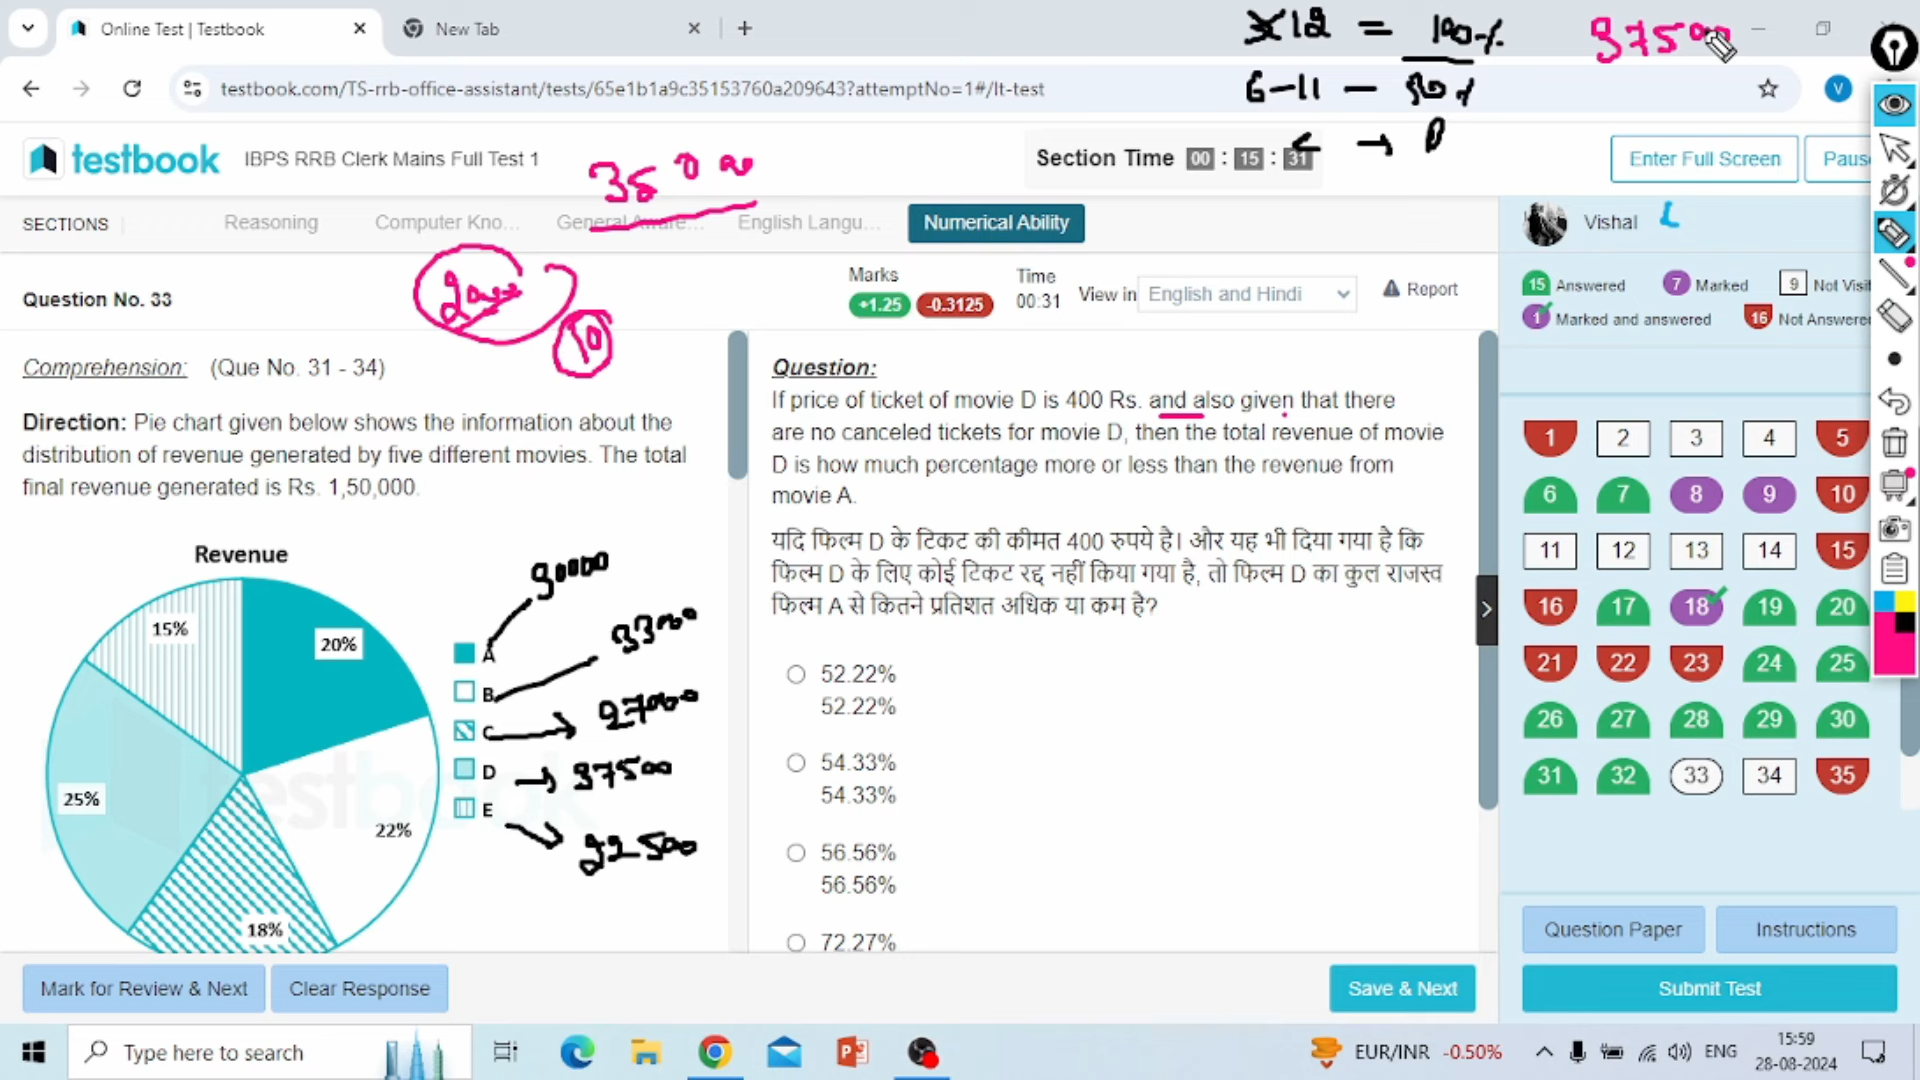 Online Test | Testbook
New Tab
testbook.com/TS-rrb-office-assistant/tests/65e1b1a9c35153760a209643?attemptNo=1#/lt-test
12 = 100%
37500
6-11 -
testbook
IBPS RRB Clerk Mains Full Test 1
Section Time 00 : 15 : 31
Enter Full Screen
Paus
SECTIONS
Reasoning
Computer Kno...
General Aware...
English Langu...
Numerical Ability
Vishal
L
Question No. 33
10
Marks
+1.25 -0.3125
Time
00:31
View in English and Hindi
Report
15 Answered
7 Marked
9 Not Visit
1 Marked and answered
16 Not Answere
Comprehension: (Que No. 31 - 34)
Direction: Pie chart given below shows the information about the
distribution of revenue generated by five different movies. The total
final revenue generated is Rs. 1,50,000.
Revenue
15%
20%
25%
22%
18%
A 30000
B 33000
C 27000
D 37500
E 22500
Question:
If price of ticket of movie D is 400 Rs. and also given that there
are no canceled tickets for movie D, then the total revenue of movie
D is how much percentage more or less than the revenue from
movie A.
यदि फिल्म D के टिकट की कीमत 400 रुपये है। और यह भी दिया गया है कि
फिल्म D के लिए कोई टिकट रद्द नहीं किया गया है, तो फिल्म D का कुल राजस्व
फिल्म A से कितने प्रतिशत अधिक या कम है?
52.22%
52.22%
54.33%
54.33%
56.56%
56.56%
72.27%
1 2 3 4 5
6 7 8 9 10
11 12 13 14 15
16 17 18 19 20
21 22 23 24 25
26 27 28 29 30
31 32 33 34 35
Question Paper
Instructions
Mark for Review & Next
Clear Response
Save & Next
Submit Test
Type here to search
EUR/INR -0.50%
ENG
15:59
28-08-2024